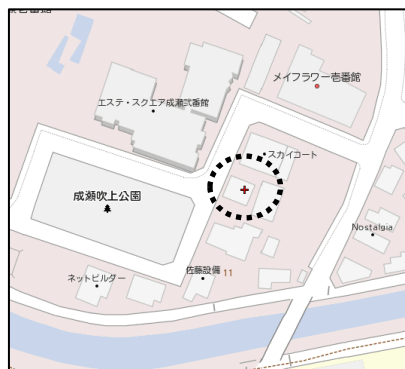 メイフラワー壱番館
エステ・スクエア成瀬弐番館
スカイコート
成瀬吹上公園
Nostalgia
佐藤設備
11
ネットビルダー